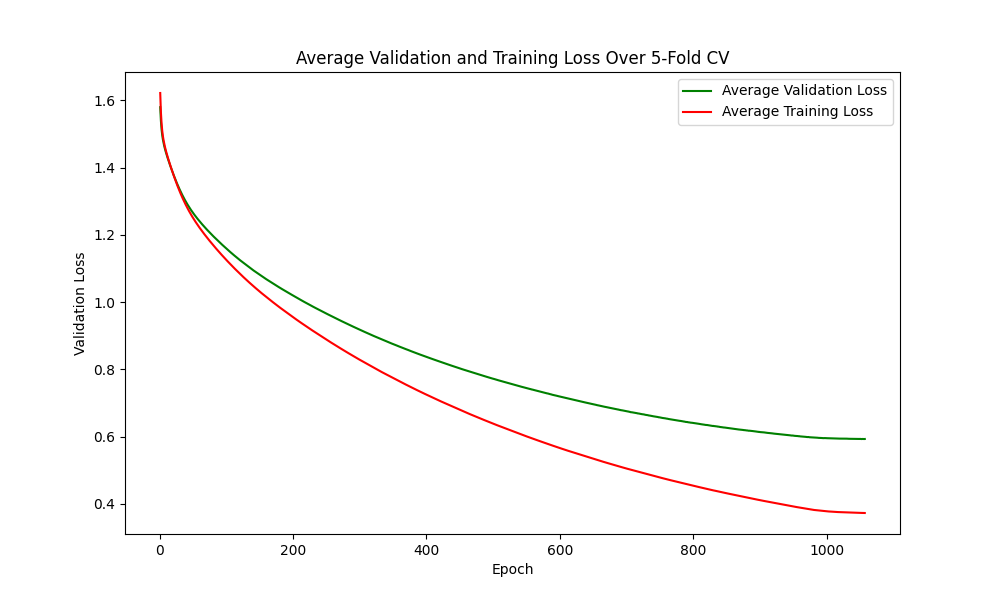 Average Validation and Training Loss Over 5-Fold CV
Average Validation Loss
Average Training Loss
1.6
1.4
1.2
1.0
0.8
0.6
0.4
Validation Loss
0 200 400 600 800 1000
Epoch